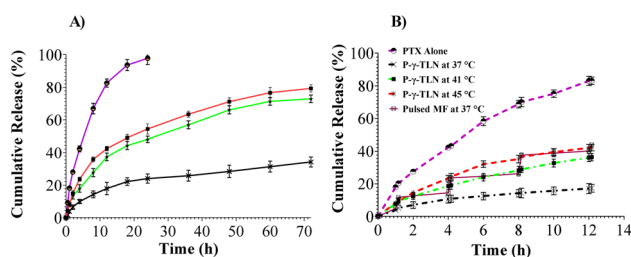 A)
Cumulative Release (%)
100
80
60
40
20
0
0 10 20 30 40 50 60 70
Time (h)
B)
Cumulative Release (%)
100
80
60
40
20
0
PTX Alone
P-γ-TLN at 37 °C
P-γ-TLN at 41 °C
P-γ-TLN at 45 °C
Pulsed MF at 37 °C
0 2 4 6 8 10 12 14
Time (h)